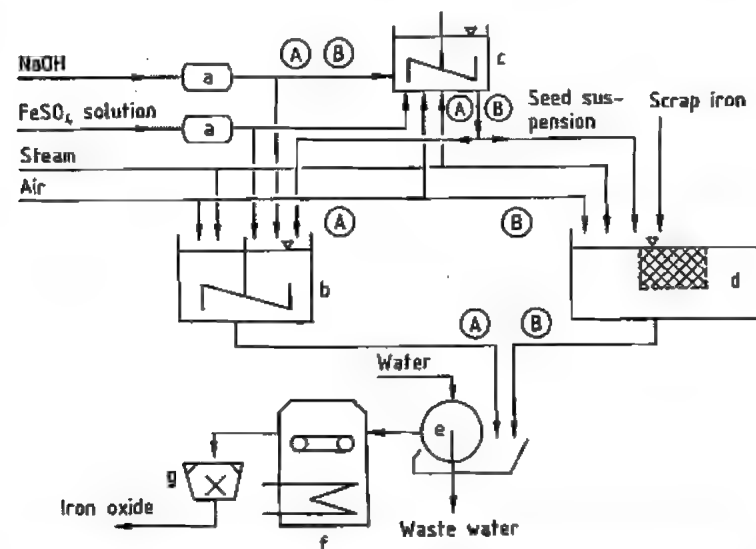 NaOH
a
A B
c
FeSO4 solution
a
A B
Seed sus-
pension
Scrap iron
Steam
Air
A
B
b
d
A
B
Water
e
g
Iron oxide
f
Waste water